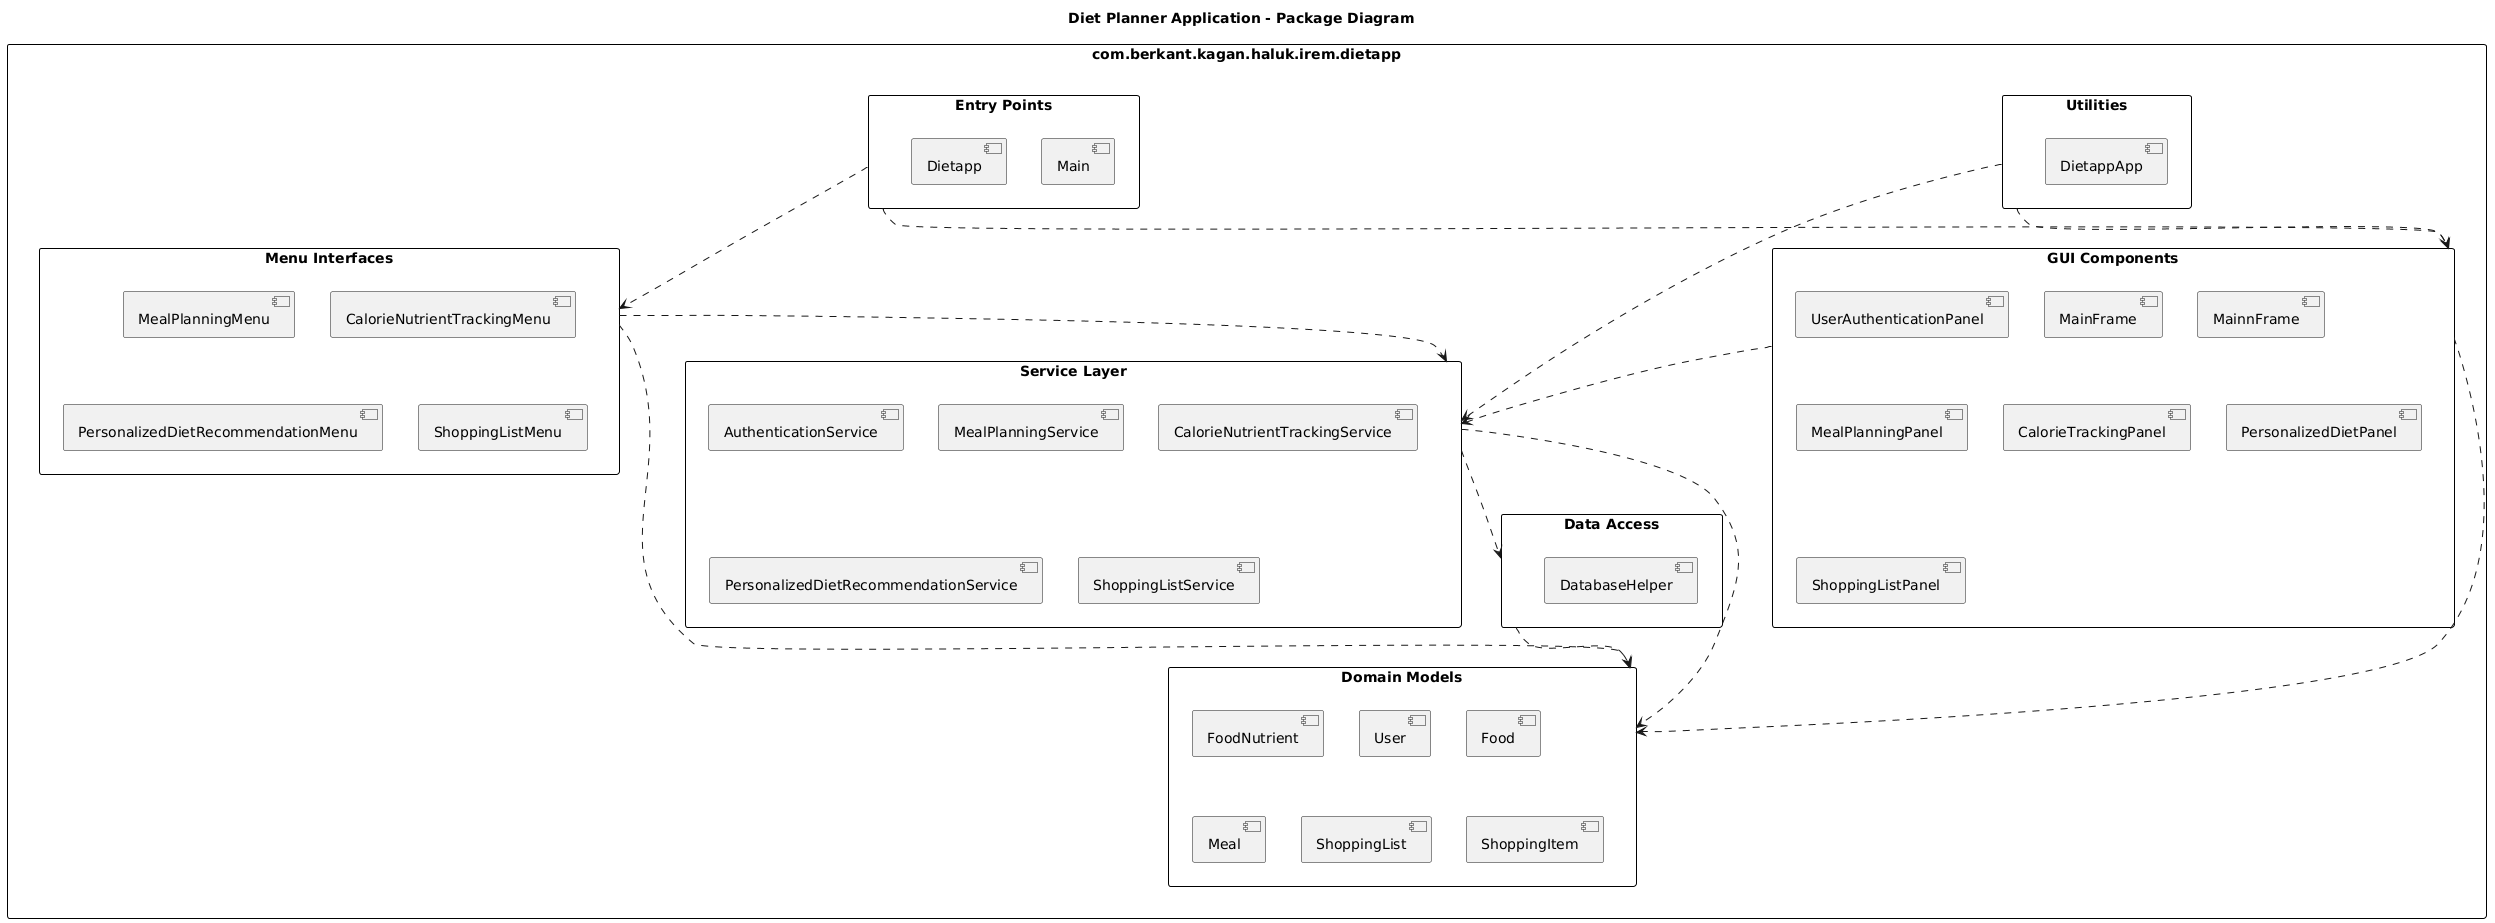 Diet Planner Application - Package Diagram
com.berkant.kagan.haluk.irem.dietapp
Entry Points
Dietapp
Main
Utilities
DietappApp
Menu Interfaces
MealPlanningMenu
CalorieNutrientTrackingMenu
PersonalizedDietRecommendationMenu
ShoppingListMenu
GUI Components
UserAuthenticationPanel
MainFrame
MainnFrame
MealPlanningPanel
CalorieTrackingPanel
PersonalizedDietPanel
ShoppingListPanel
Service Layer
AuthenticationService
MealPlanningService
CalorieNutrientTrackingService
PersonalizedDietRecommendationService
ShoppingListService
Data Access
DatabaseHelper
Domain Models
FoodNutrient
User
Food
Meal
ShoppingList
ShoppingItem